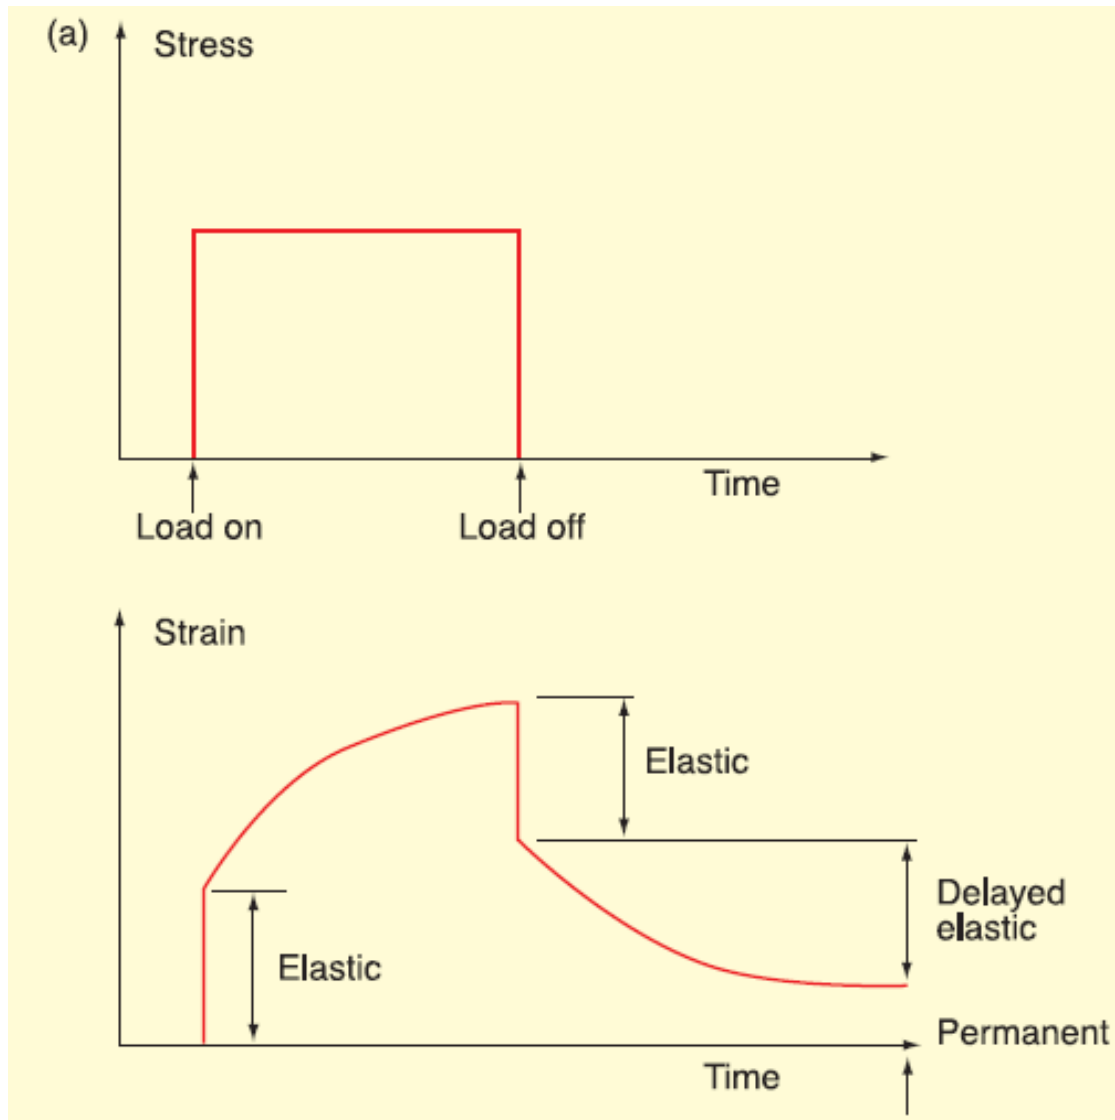 (a)
Stress
Time
Load on
Load off
Strain
Elastic
Elastic
Delayed
elastic
Permanent
Time